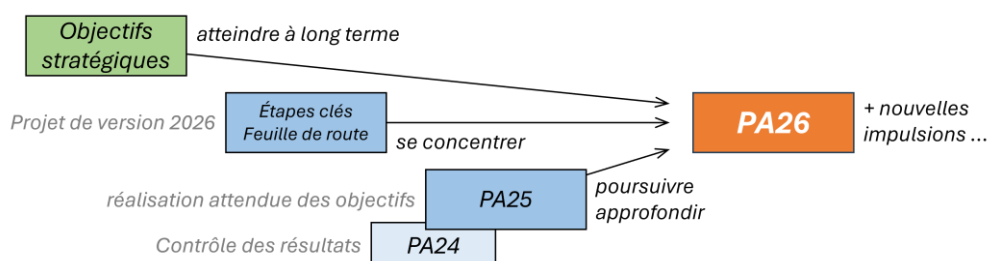 Objectifs
stratégiques
atteindre à long terme
Projet de version 2026
Étapes clés
Feuille de route
se concentrer
PA26
+ nouvelles
impulsions ...
réalisation attendue des objectifs
PA25
poursuivre
approfondir
Contrôle des résultats
PA24